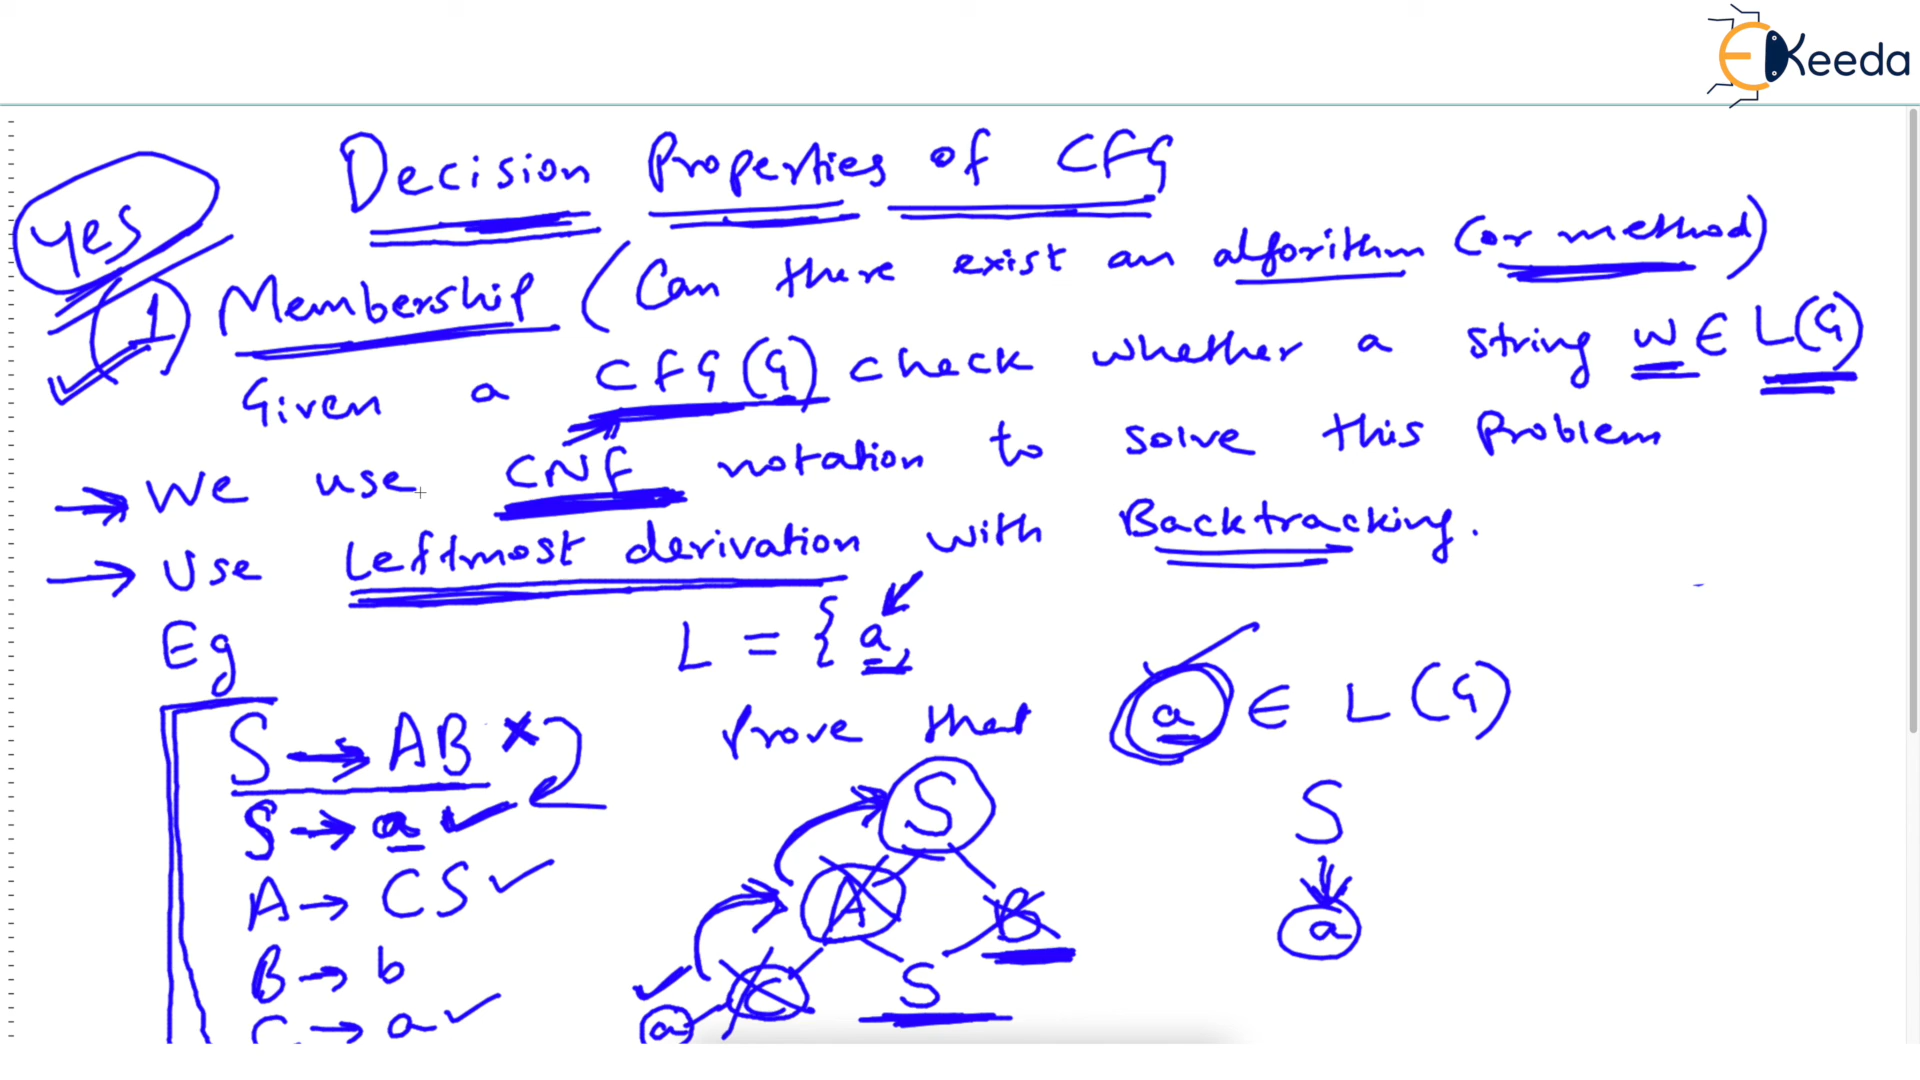 EKeeda
Decision Properties of CFG
yes
1) Membership (Can there exist an algorithm (or method)
Given a CFG (G) check whether a string w ∈ L(G)
→ We use CNF notation to solve this Problem
→ Use Leftmost derivation with Backtracking.
Eg L = { a,
Prove that a ∈ L(G)
S → AB ×
S → a ✓
A → CS ✓
B → b
C → a ✓
S
A B
C S
a
S
a